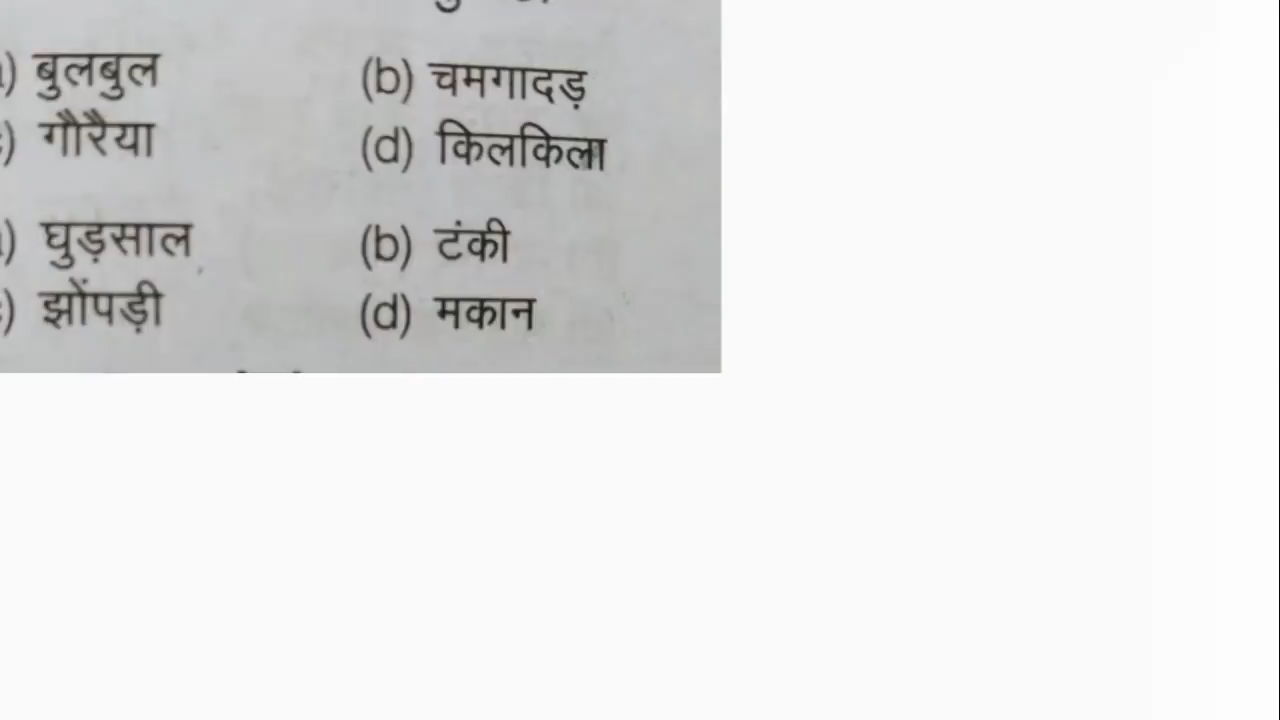 ) बुलबुल (b) चमगादड़
) गौरैया (d) किलकिला
) घुड़साल (b) टंकी
) झोंपड़ी (d) मकान